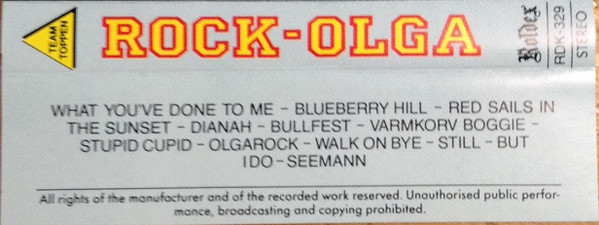 TEAM
TOPPEN
ROCK-OLGA
Roldex
RDK-329
STEREO
WHAT YOU'VE DONE TO ME – BLUEBERRY HILL – RED SAILS IN
THE SUNSET – DIANAH – BULLFEST – VARMKORV BOGGIE –
STUPID CUPID – OLGAROCK – WALK ON BYE – STILL – BUT
I DO – SEEMANN
All rights of the manufacturer and of the recorded work reserved. Unauthorised public perfor-
mance, broadcasting and copying prohibited.